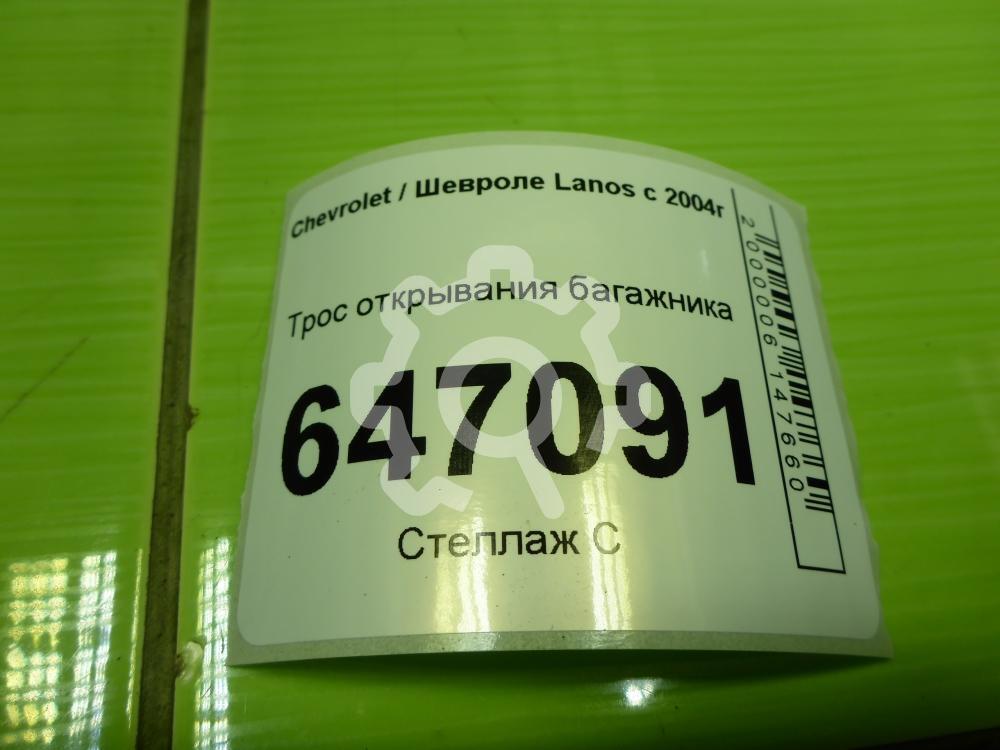 Chevrolet / Шевроле Lanos с 2004г
Трос открывания багажника
647091
Стеллаж С
2000006147660